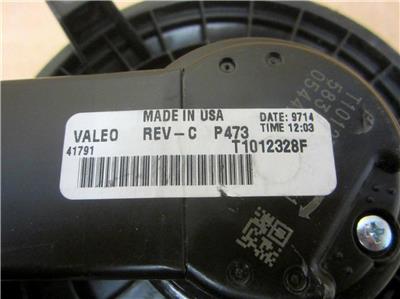 MADE IN USA
DATE: 9714
VALEO REV-C P473 TIME 12:03
41791 T1012328F